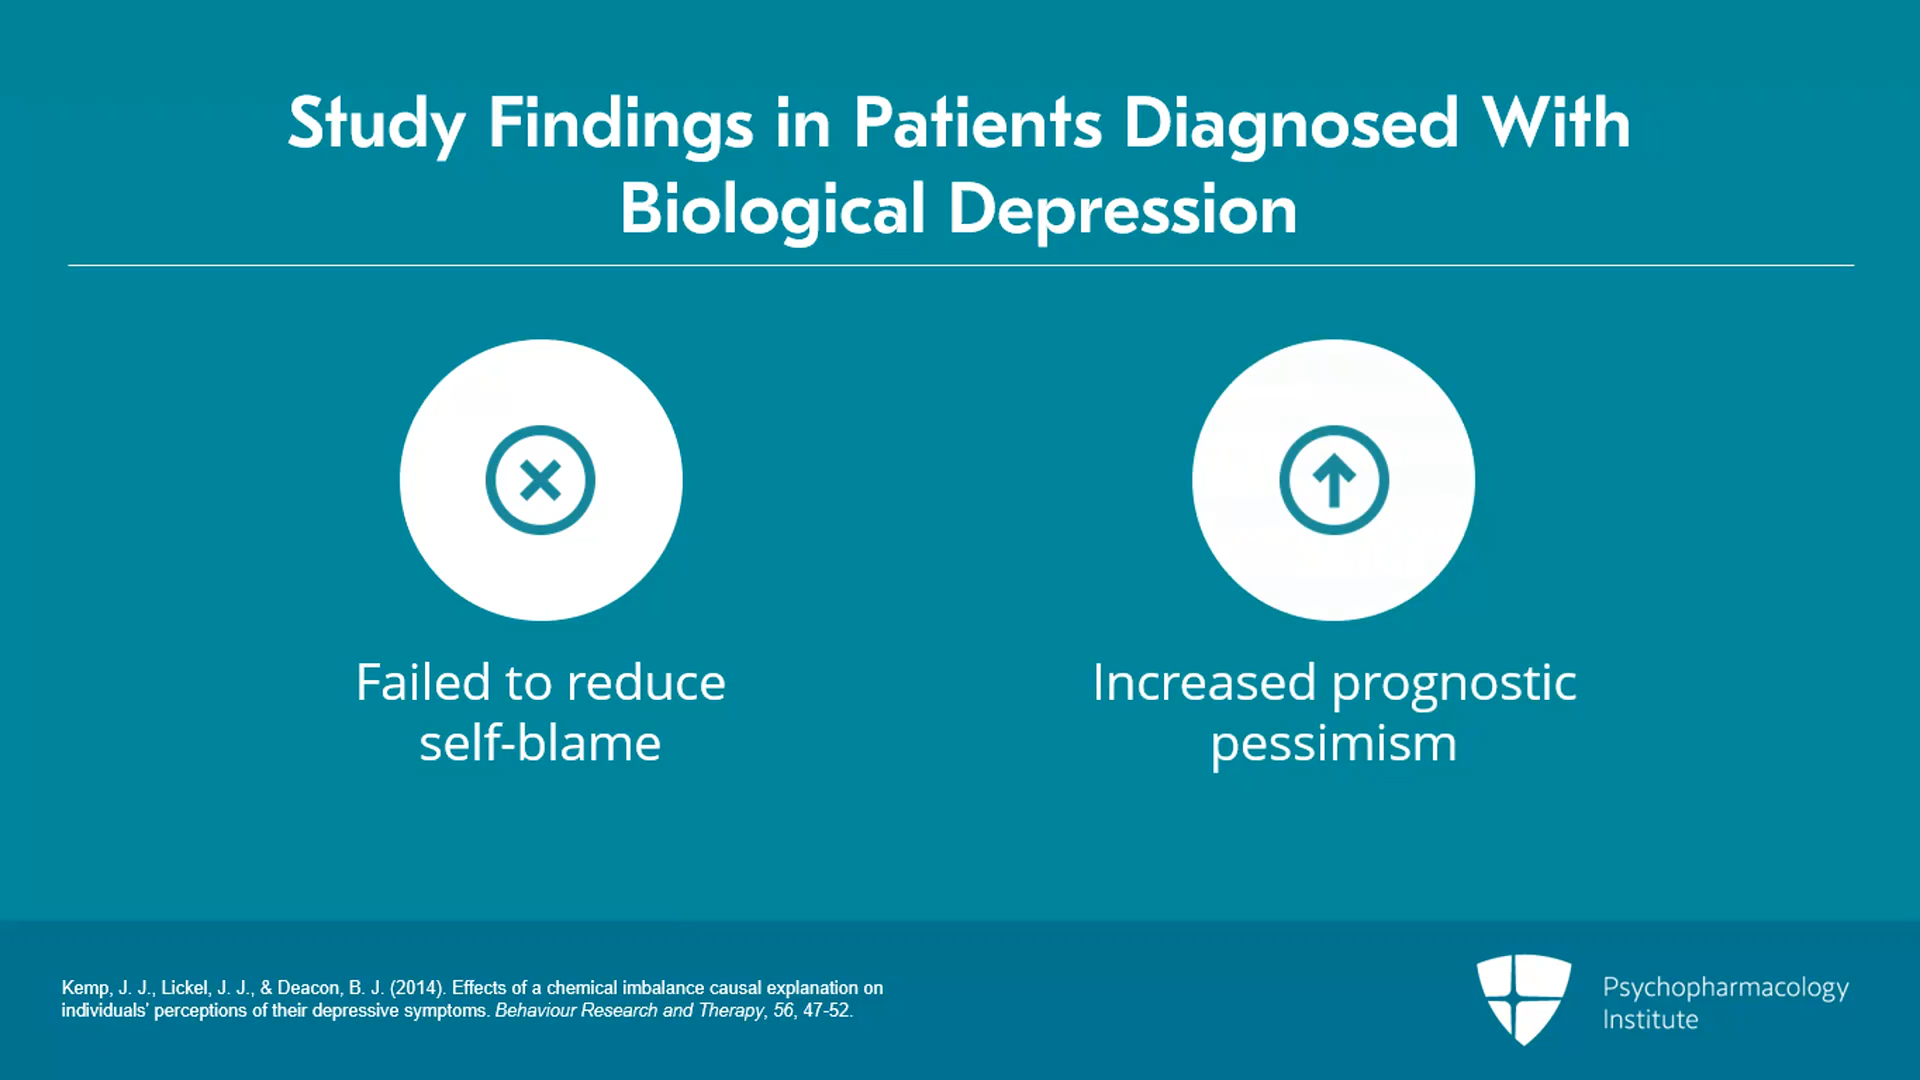 Study Findings in Patients Diagnosed With
Biological Depression
Failed to reduce
self-blame
Increased prognostic
pessimism
Kemp, J. J., Lickel, J. J., & Deacon, B. J. (2014). Effects of a chemical imbalance causal explanation on
individuals' perceptions of their depressive symptoms. Behaviour Research and Therapy, 56, 47-52.
Psychopharmacology
Institute